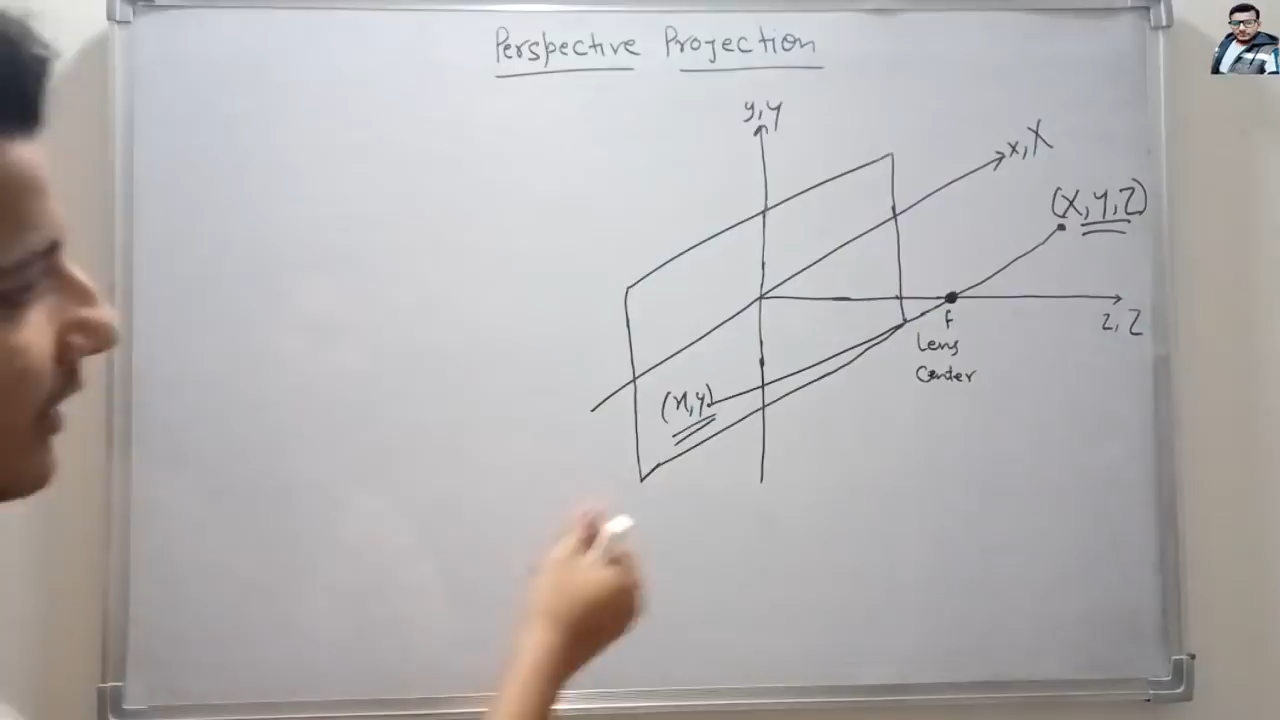 Perspective Projection
y,Y
x,X
(X,Y,Z)
f
z,Z
Lens
Center
(x,y)